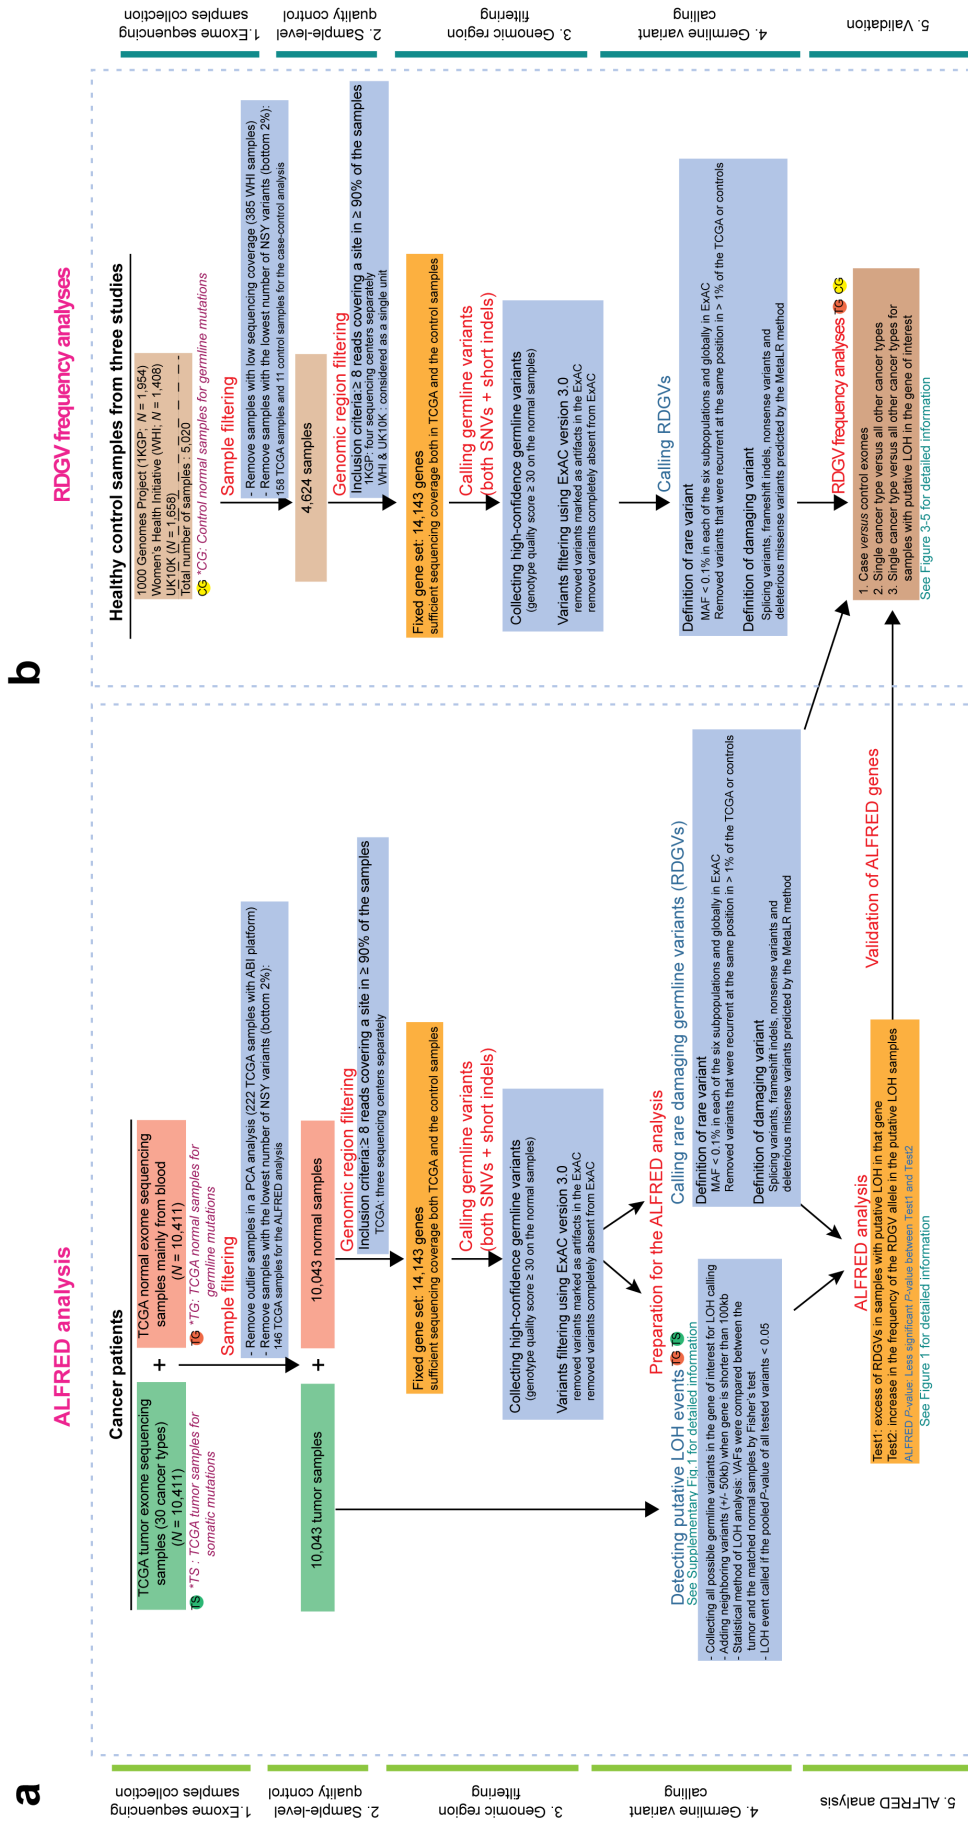 a
ALFRED analysis
1.Exome sequencing
samples collection
2. Sample-level
quality control
3. Genomic region
filtering
4. Germline variant
calling
5. ALFRED analysis
Cancer patients
TCGA tumor exome sequencing
samples (30 cancer types)
(N = 10,411)
+
TCGA normal exome sequencing
samples mainly from blood
(N = 10,411)
TS *TS : TCGA tumor samples for
somatic mutations
TG *TG: TCGA normal samples for
germline mutations
Sample filtering
- Remove outlier samples in a PCA analysis (222 TCGA samples with ABI platform)
- Remove samples with the lowest number of NSY variants (bottom 2%):
146 TCGA samples for the ALFRED analysis
10,043 tumor samples
+
10,043 normal samples
Genomic region filtering
Inclusion criteria:≥ 8 reads covering a site in ≥ 90% of the samples
TCGA: three sequencing centers separately
Fixed gene set: 14,143 genes
sufficient sequencing coverage both TCGA and the control samples
Calling germline variants
(both SNVs + short indels)
Collecting high-confidence germline variants
(genotype quality score ≥ 30 on the normal samples)
Variants filtering using ExAC version 3.0
removed variants marked as artifacts in the ExAC
removed variants completely absent from ExAC
Preparation for the ALFRED analysis
Detecting putative LOH events TG TS
See Supplementary Fig.1 for detailed information
- Collecting all possible germline variants in the gene of interest for LOH calling
- Adding neighboring variants (+/- 50kb) when gene is shorter than 100kb
- Statistical method of LOH analysis: VAFs were compared between the
tumor and the matched normal samples by Fisher's test
- LOH event called if the pooled P-value of all tested variants < 0.05
Calling rare damaging germline variants (RDGVs)
Definition of rare variant
MAF < 0.1% in each of the six subpopulations and globally in ExAC
Removed variants that were recurrent at the same position in > 1% of the TCGA or controls
Definition of damaging variant
Splicing variants, frameshift indels, nonsense variants and
deleterious missense variants predicted by the MetaLR method
ALFRED analysis
Test1: excess of RDGVs in samples with putative LOH in that gene
Test2: increase in the frequency of the RDGV allele in the putative LOH samples
ALFRED P-value: Less significant P-value between Test1 and Test2
See Figure 1 for detailed information
Validation of ALFRED genes
b
RDGV frequency analyses
Healthy control samples from three studies
1000 Genomes Project (1KGP; N = 1,954)
Women's Health Initiative (WHI; N = 1,408)
UK10K (N = 1,658)
Total number of samples : 5,020
CG *CG: Control normal samples for germline mutations
Sample filtering
- Remove samples with low sequencing coverage (385 WHI samples)
- Remove samples with the lowest number of NSY variants (bottom 2%):
158 TCGA samples and 11 control samples for the case-control analysis
4,624 samples
Genomic region filtering
Inclusion criteria:≥ 8 reads covering a site in ≥ 90% of the samples
1KGP: four sequencing centers separately
WHI & UK10K : considered as a single unit
Fixed gene set: 14,143 genes
sufficient sequencing coverage both in TCGA and the control samples
Calling germline variants
(both SNVs + short indels)
Collecting high-confidence germline variants
(genotype quality score ≥ 30 on the normal samples)
Variants filtering using ExAC version 3.0
removed variants marked as artifacts in the ExAC
removed variants completely absent from ExAC
Calling RDGVs
Definition of rare variant
MAF < 0.1% in each of the six subpopulations and globally in ExAC
Removed variants that were recurrent at the same position in > 1% of the TCGA or controls
Definition of damaging variant
Splicing variants, frameshift indels, nonsense variants and
deleterious missense variants predicted by the MetaLR method
RDGV frequency analyses TG CG
1. Case versus control exomes
2. Single cancer type versus all other cancer types
3. Single cancer type versus all other cancer types for
samples with putative LOH in the gene of interest
See Figure 3-5 for detailed information
1.Exome sequencing
samples collection
2. Sample-level
quality control
3. Genomic region
filtering
4. Germline variant
calling
5. Validation